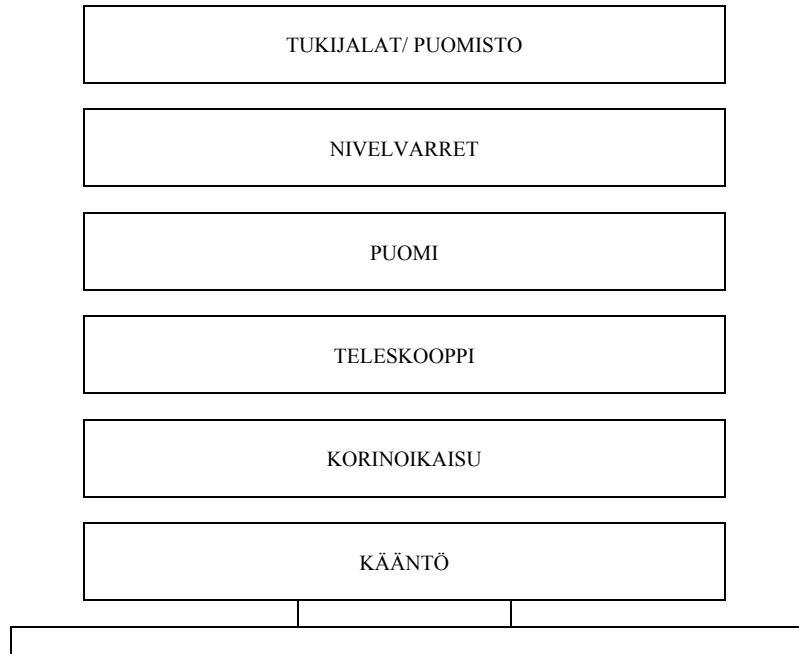 TUKIJALAT/ PUOMISTO
NIVELVARRET
PUOMI
TELESKOOPPI
KORINOIKAISU
KÄÄNTÖ